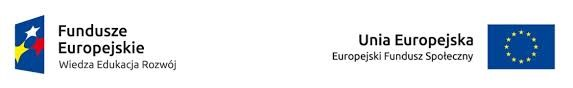 Fundusze
Europejskie
Wiedza Edukacja Rozwój
Unia Europejska
Europejski Fundusz Społeczny